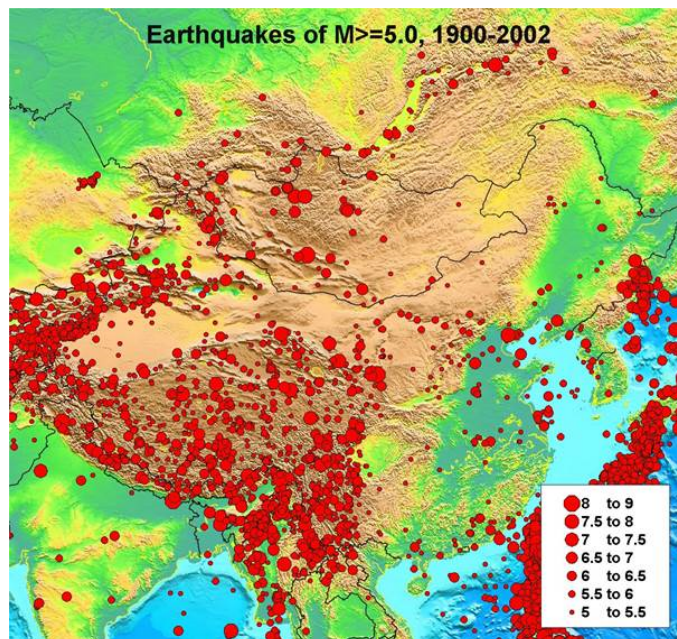 Earthquakes of M>=5.0, 1900-2002
8 to 9
7.5 to 8
7 to 7.5
6.5 to 7
6 to 6.5
5.5 to 6
5 to 5.5